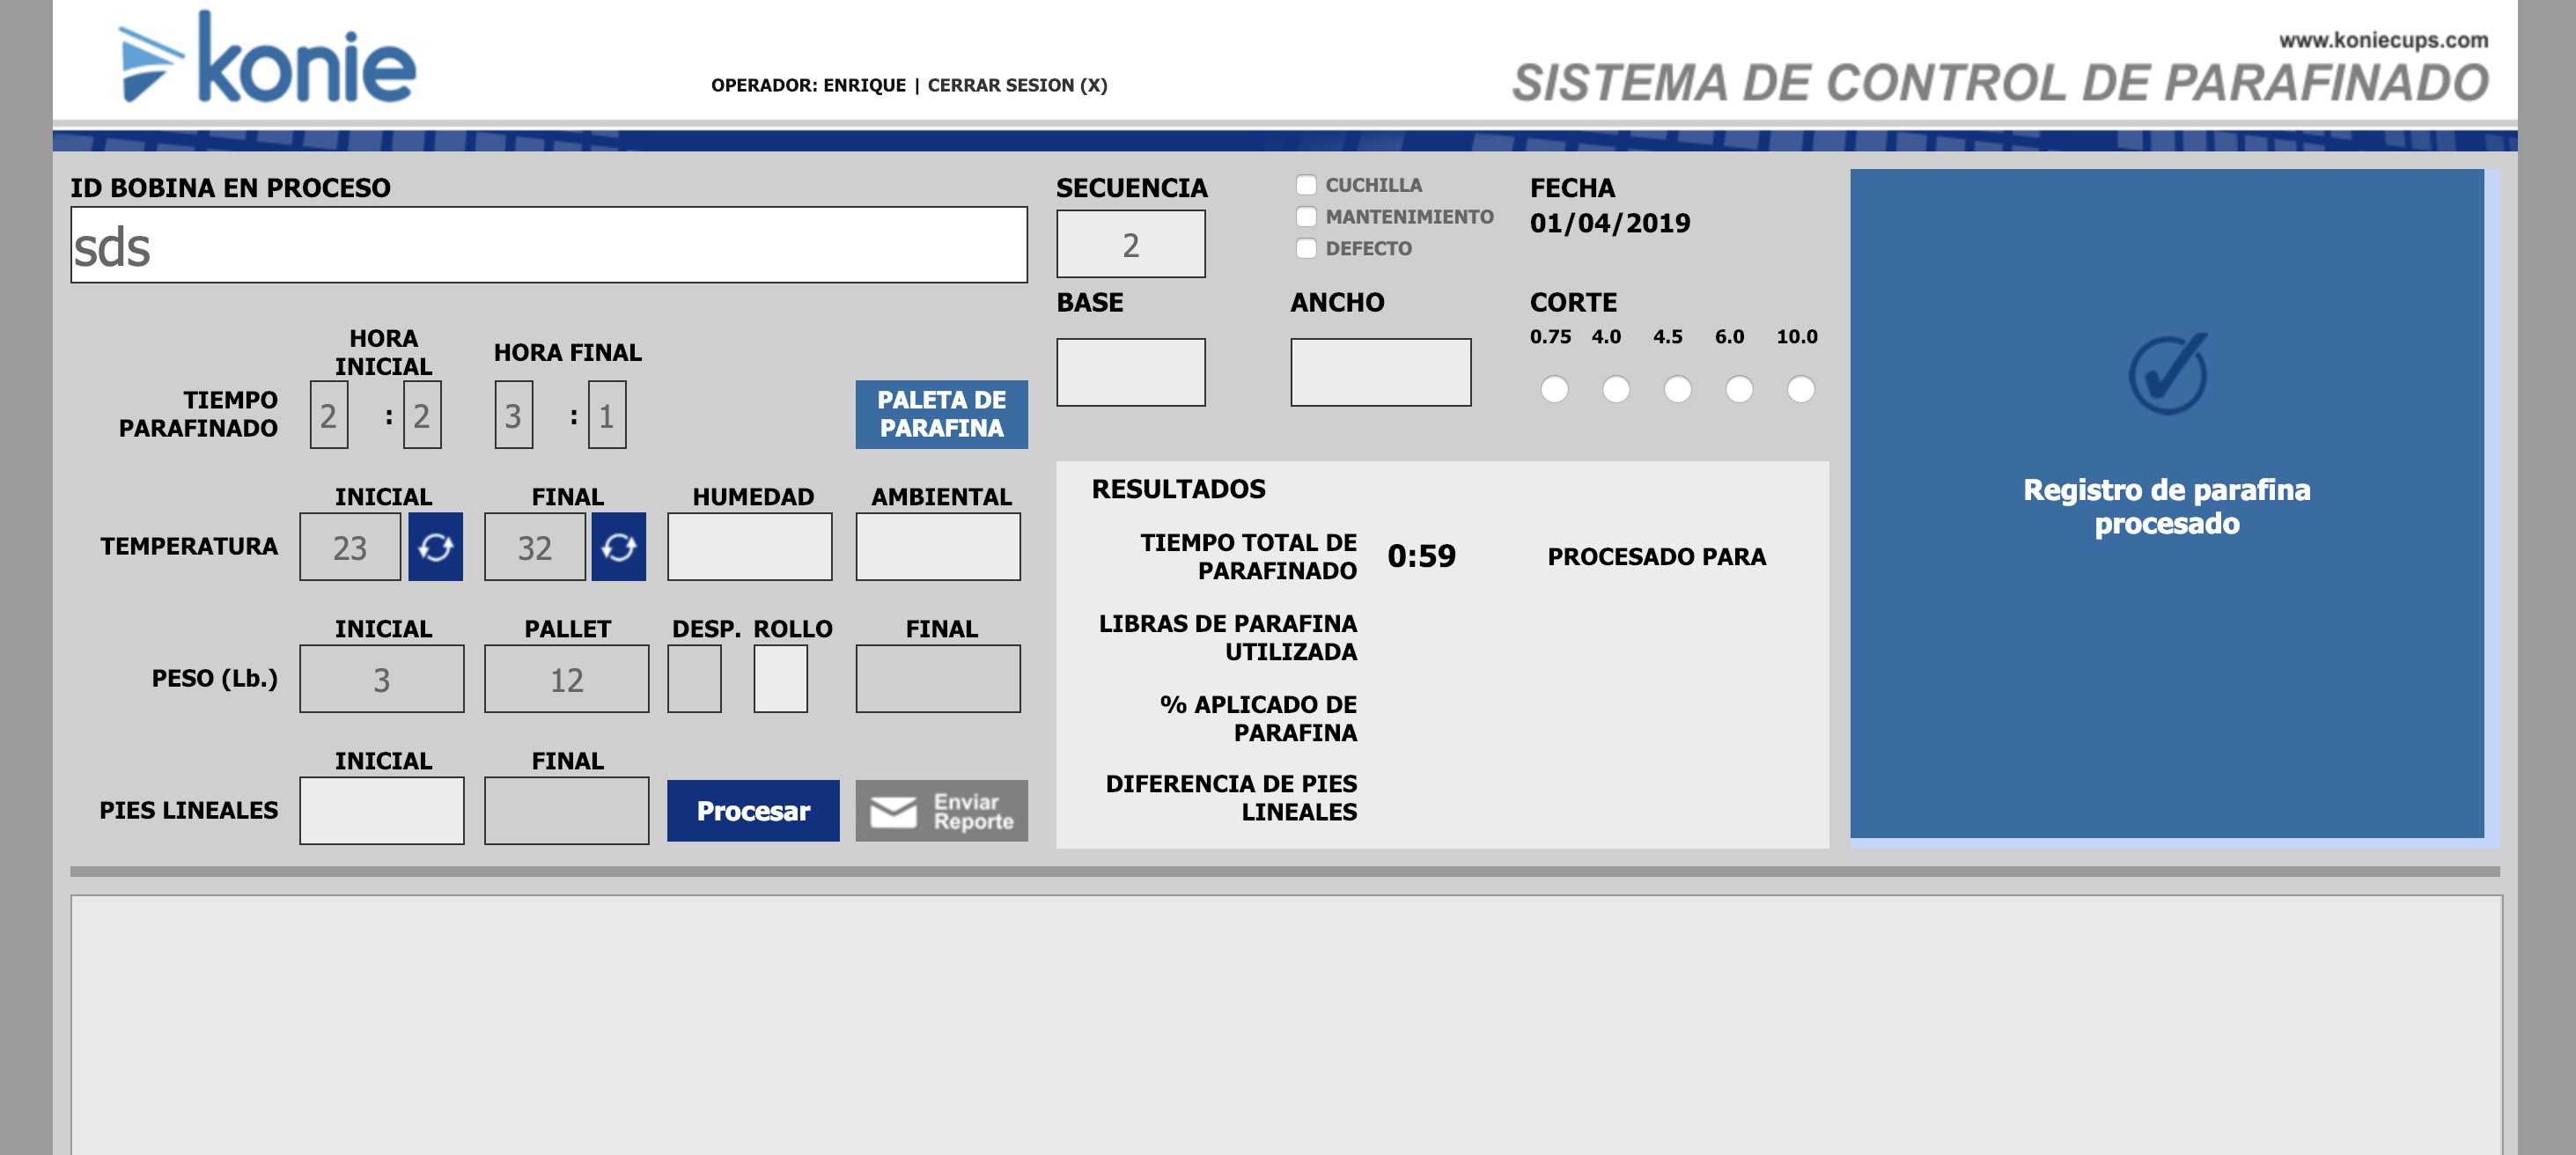 konie
OPERADOR: ENRIQUE | CERRAR SESION (X)
www.koniecups.com
SISTEMA DE CONTROL DE PARAFINADO
ID BOBINA EN PROCESO
sds
SECUENCIA
2
CUCHILLA
MANTENIMIENTO
DEFECTO
FECHA
01/04/2019
BASE
ANCHO
CORTE
0.75 4.0 4.5 6.0 10.0
HORA
INICIAL
HORA FINAL
TIEMPO
PARAFINADO
2 : 2
3 : 1
PALETA DE
PARAFINA
INICIAL FINAL HUMEDAD AMBIENTAL
TEMPERATURA 23 32
INICIAL PALLET DESP. ROLLO FINAL
PESO (Lb.) 3 12
INICIAL FINAL
PIES LINEALES
Procesar
Enviar
Reporte
RESULTADOS
TIEMPO TOTAL DE
PARAFINADO
0:59
PROCESADO PARA
LIBRAS DE PARAFINA
UTILIZADA
% APLICADO DE
PARAFINA
DIFERENCIA DE PIES
LINEALES
Registro de parafina
procesado